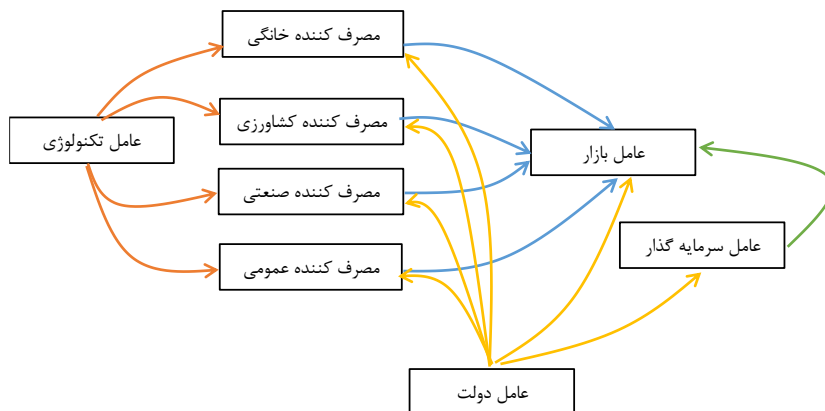 مصرف کننده خانگی
مصرف کننده کشاورزی
عامل تکنولوژی
عامل بازار
مصرف کننده صنعتی
عامل سرمایه گذار
مصرف کننده عمومی
عامل دولت